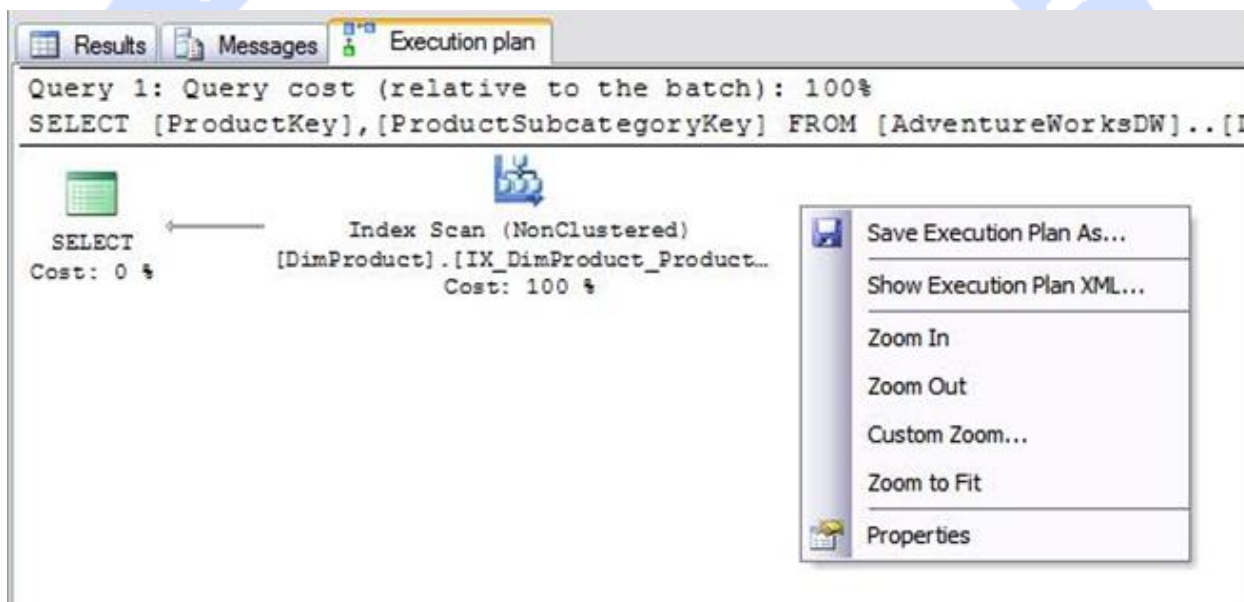 Results Messages Execution plan
Query 1: Query cost (relative to the batch): 100%
SELECT [ProductKey],[ProductSubcategoryKey] FROM [AdventureWorksDW]..[
SELECT
Cost: 0 %
Index Scan (NonClustered)
[DimProduct].[IX_DimProduct_Product…
Cost: 100 %
Save Execution Plan As...
Show Execution Plan XML...
Zoom In
Zoom Out
Custom Zoom...
Zoom to Fit
Properties